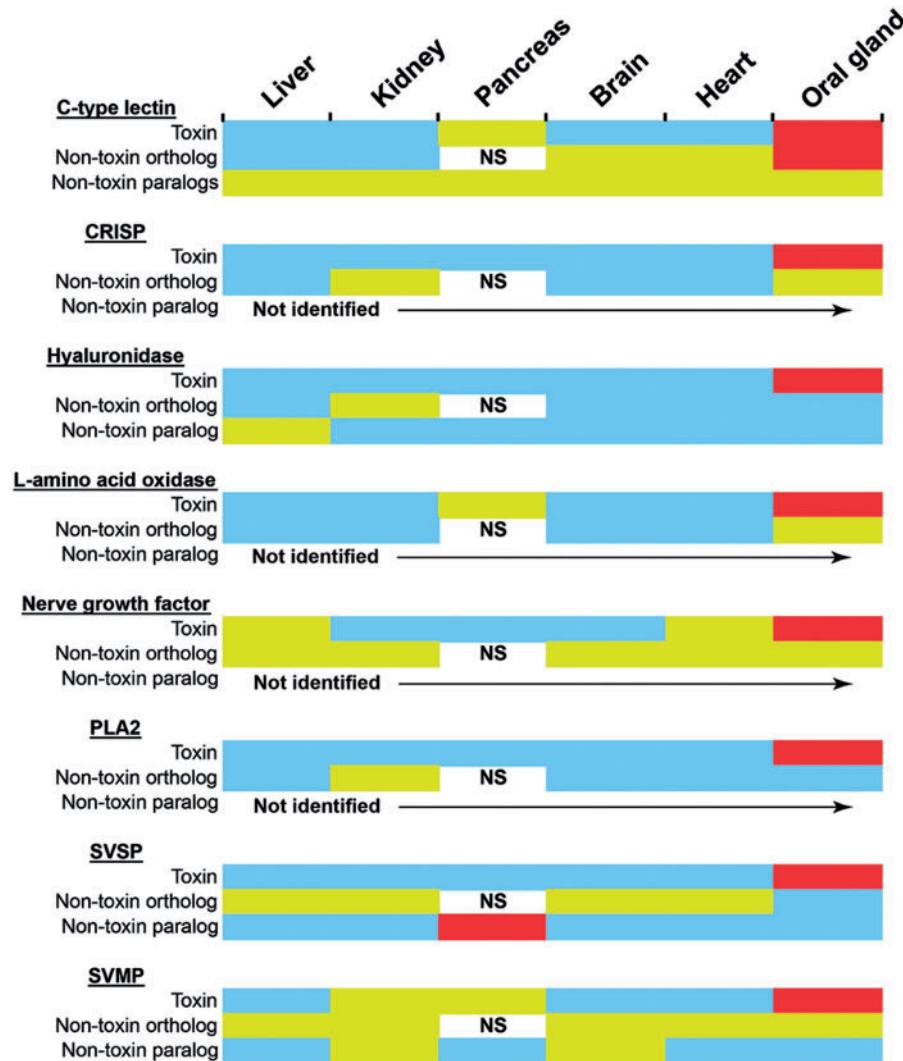 Liver Kidney Pancreas Brain Heart Oral gland
C-type lectin
Toxin
Non-toxin ortholog NS
Non-toxin paralogs
CRISP
Toxin
Non-toxin ortholog NS
Non-toxin paralog Not identified
Hyaluronidase
Toxin
Non-toxin ortholog NS
Non-toxin paralog
L-amino acid oxidase
Toxin
Non-toxin ortholog NS
Non-toxin paralog Not identified
Nerve growth factor
Toxin
Non-toxin ortholog NS
Non-toxin paralog Not identified
PLA2
Toxin
Non-toxin ortholog NS
Non-toxin paralog Not identified
SVSP
Toxin
Non-toxin ortholog NS
Non-toxin paralog
SVMP
Toxin
Non-toxin ortholog NS
Non-toxin paralog